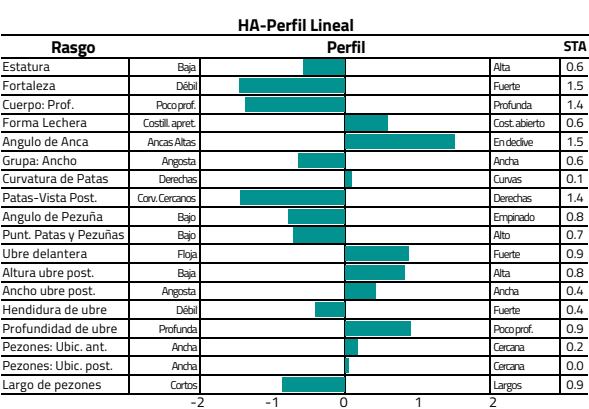 HA-Perfil Lineal
Rasgo Perfil STA
Estatura Baja Alta 0.6
Fortaleza Débil Fuerte 1.5
Cuerpo: Prof. Poco prof. Profunda 1.4
Forma Lechera Costill. apret. Cost. abierto 0.6
Angulo de Anca Ancas Altas En declive 1.5
Grupa: Ancho Angosta Ancha 0.6
Curvatura de Patas Derechas Curvas 0.1
Patas-Vista Post. Corv. Cercanos Derechas 1.4
Angulo de Pezuña Bajo Empinado 0.8
Punt. Patas y Pezuñas Bajo Alto 0.7
Ubre delantera Floja Fuerte 0.9
Altura ubre post. Baja Alta 0.8
Ancho ubre post. Angosta Ancha 0.4
Hendidura de ubre Débil Fuerte 0.4
Profundidad de ubre Profunda Poco prof. 0.9
Pezones: Ubic. ant. Ancha Cercana 0.2
Pezones: Ubic. post. Ancha Cercana 0.0
Largo de pezones Cortos Largos 0.9
-2 -1 0 1 2